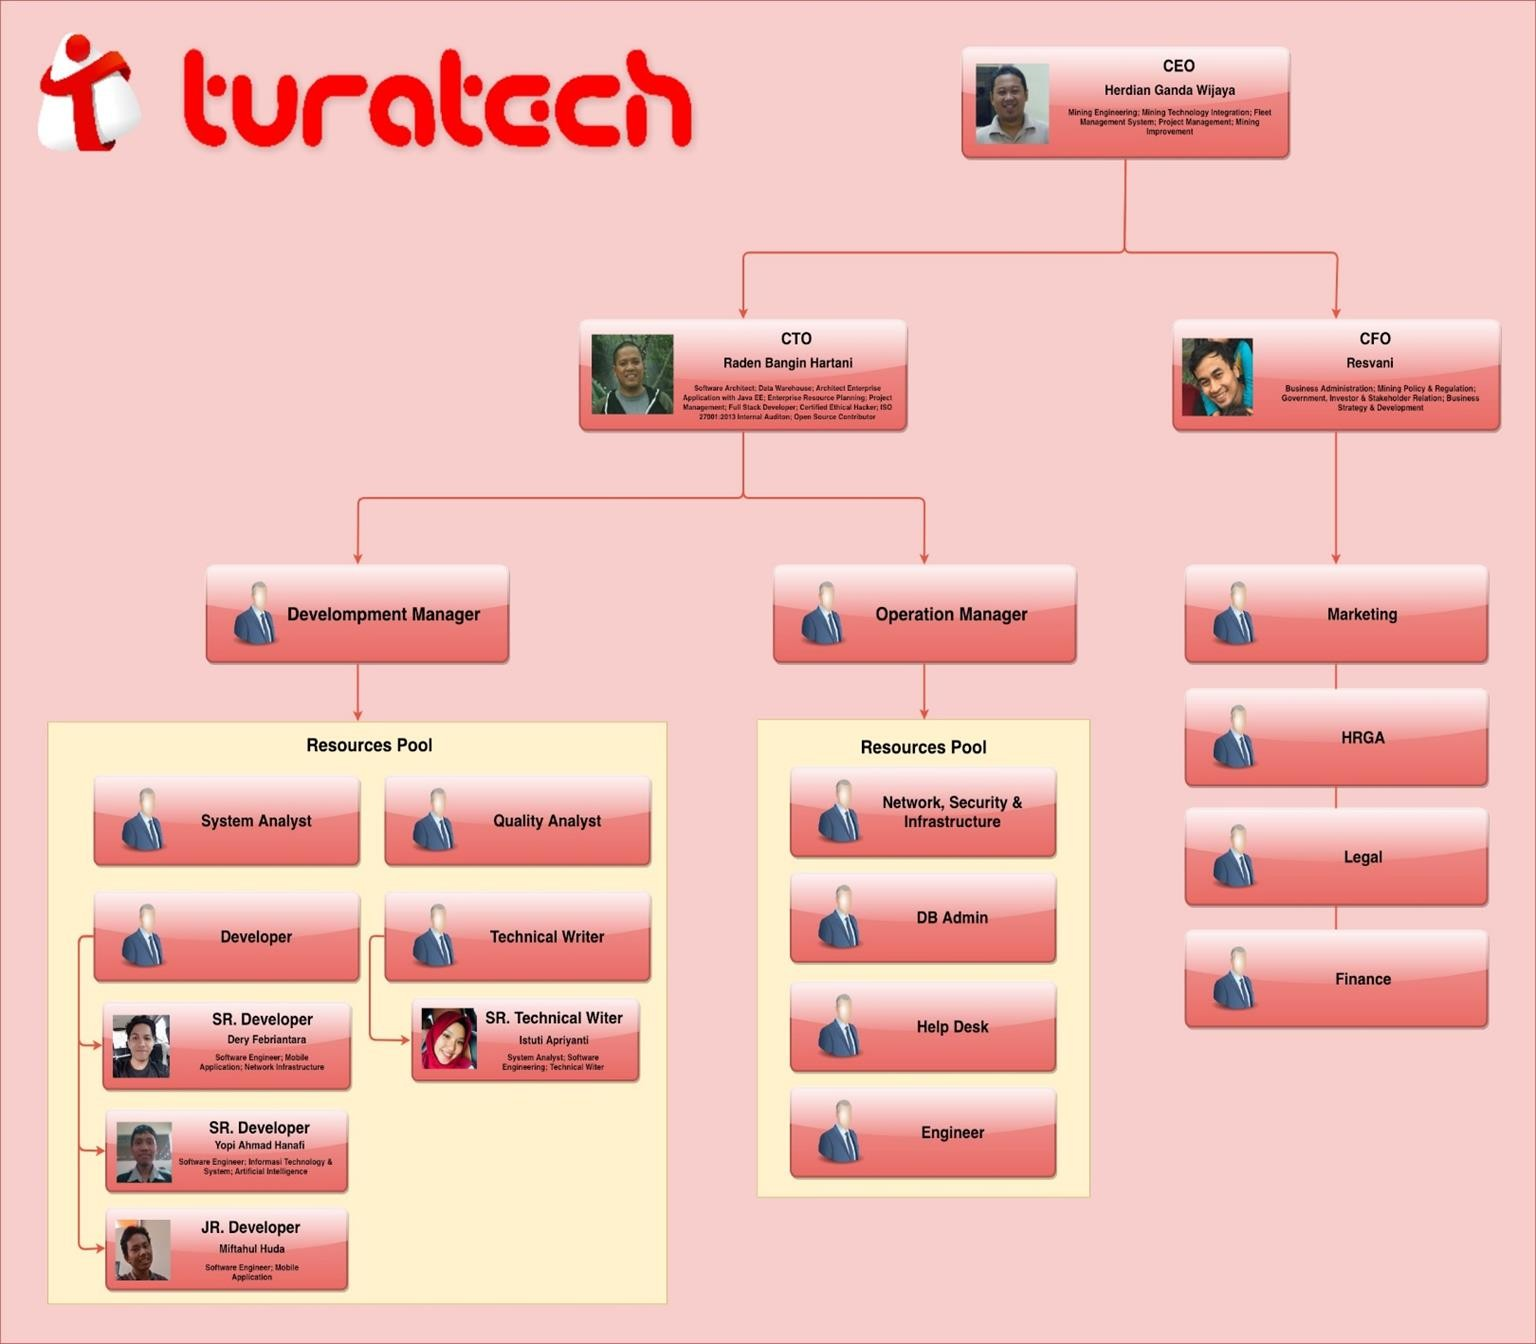 turatech
CEO
Herdian Ganda Wijaya
Mining Engineering; Mining Technology Integration; Fleet
Management System; Project Management; Mining
Improvement
CTO
Raden Bangin Hartani
Software Architect; Data Warehouse; Architect Enterprise
Application with Java EE; Enterprise Resource Planning; Project
Management; Full Stack Developer; Certified Ethical Hacker; ISO
27001:2013 Internal Auditor; Open Source Contributor
CFO
Resvani
Business Administration; Mining Policy & Regulation;
Government, Investor & Stakeholder Relation; Business
Strategy & Development
Develompment Manager
Operation Manager
Marketing
HRGA
Legal
Finance
Resources Pool
System Analyst
Quality Analyst
Developer
Technical Writer
SR. Developer
Dery Febriantara
Software Engineer; Mobile
Application; Network Infrastructure
SR. Technical Witer
Istuti Apriyanti
System Analyst; Software
Engineering; Technical Witer
SR. Developer
Yopi Ahmad Hanafi
Software Engineer; Informasi Technology &
System; Artificial Intelligence
JR. Developer
Miftahul Huda
Software Engineer; Mobile
Application
Resources Pool
Network, Security &
Infrastructure
DB Admin
Help Desk
Engineer